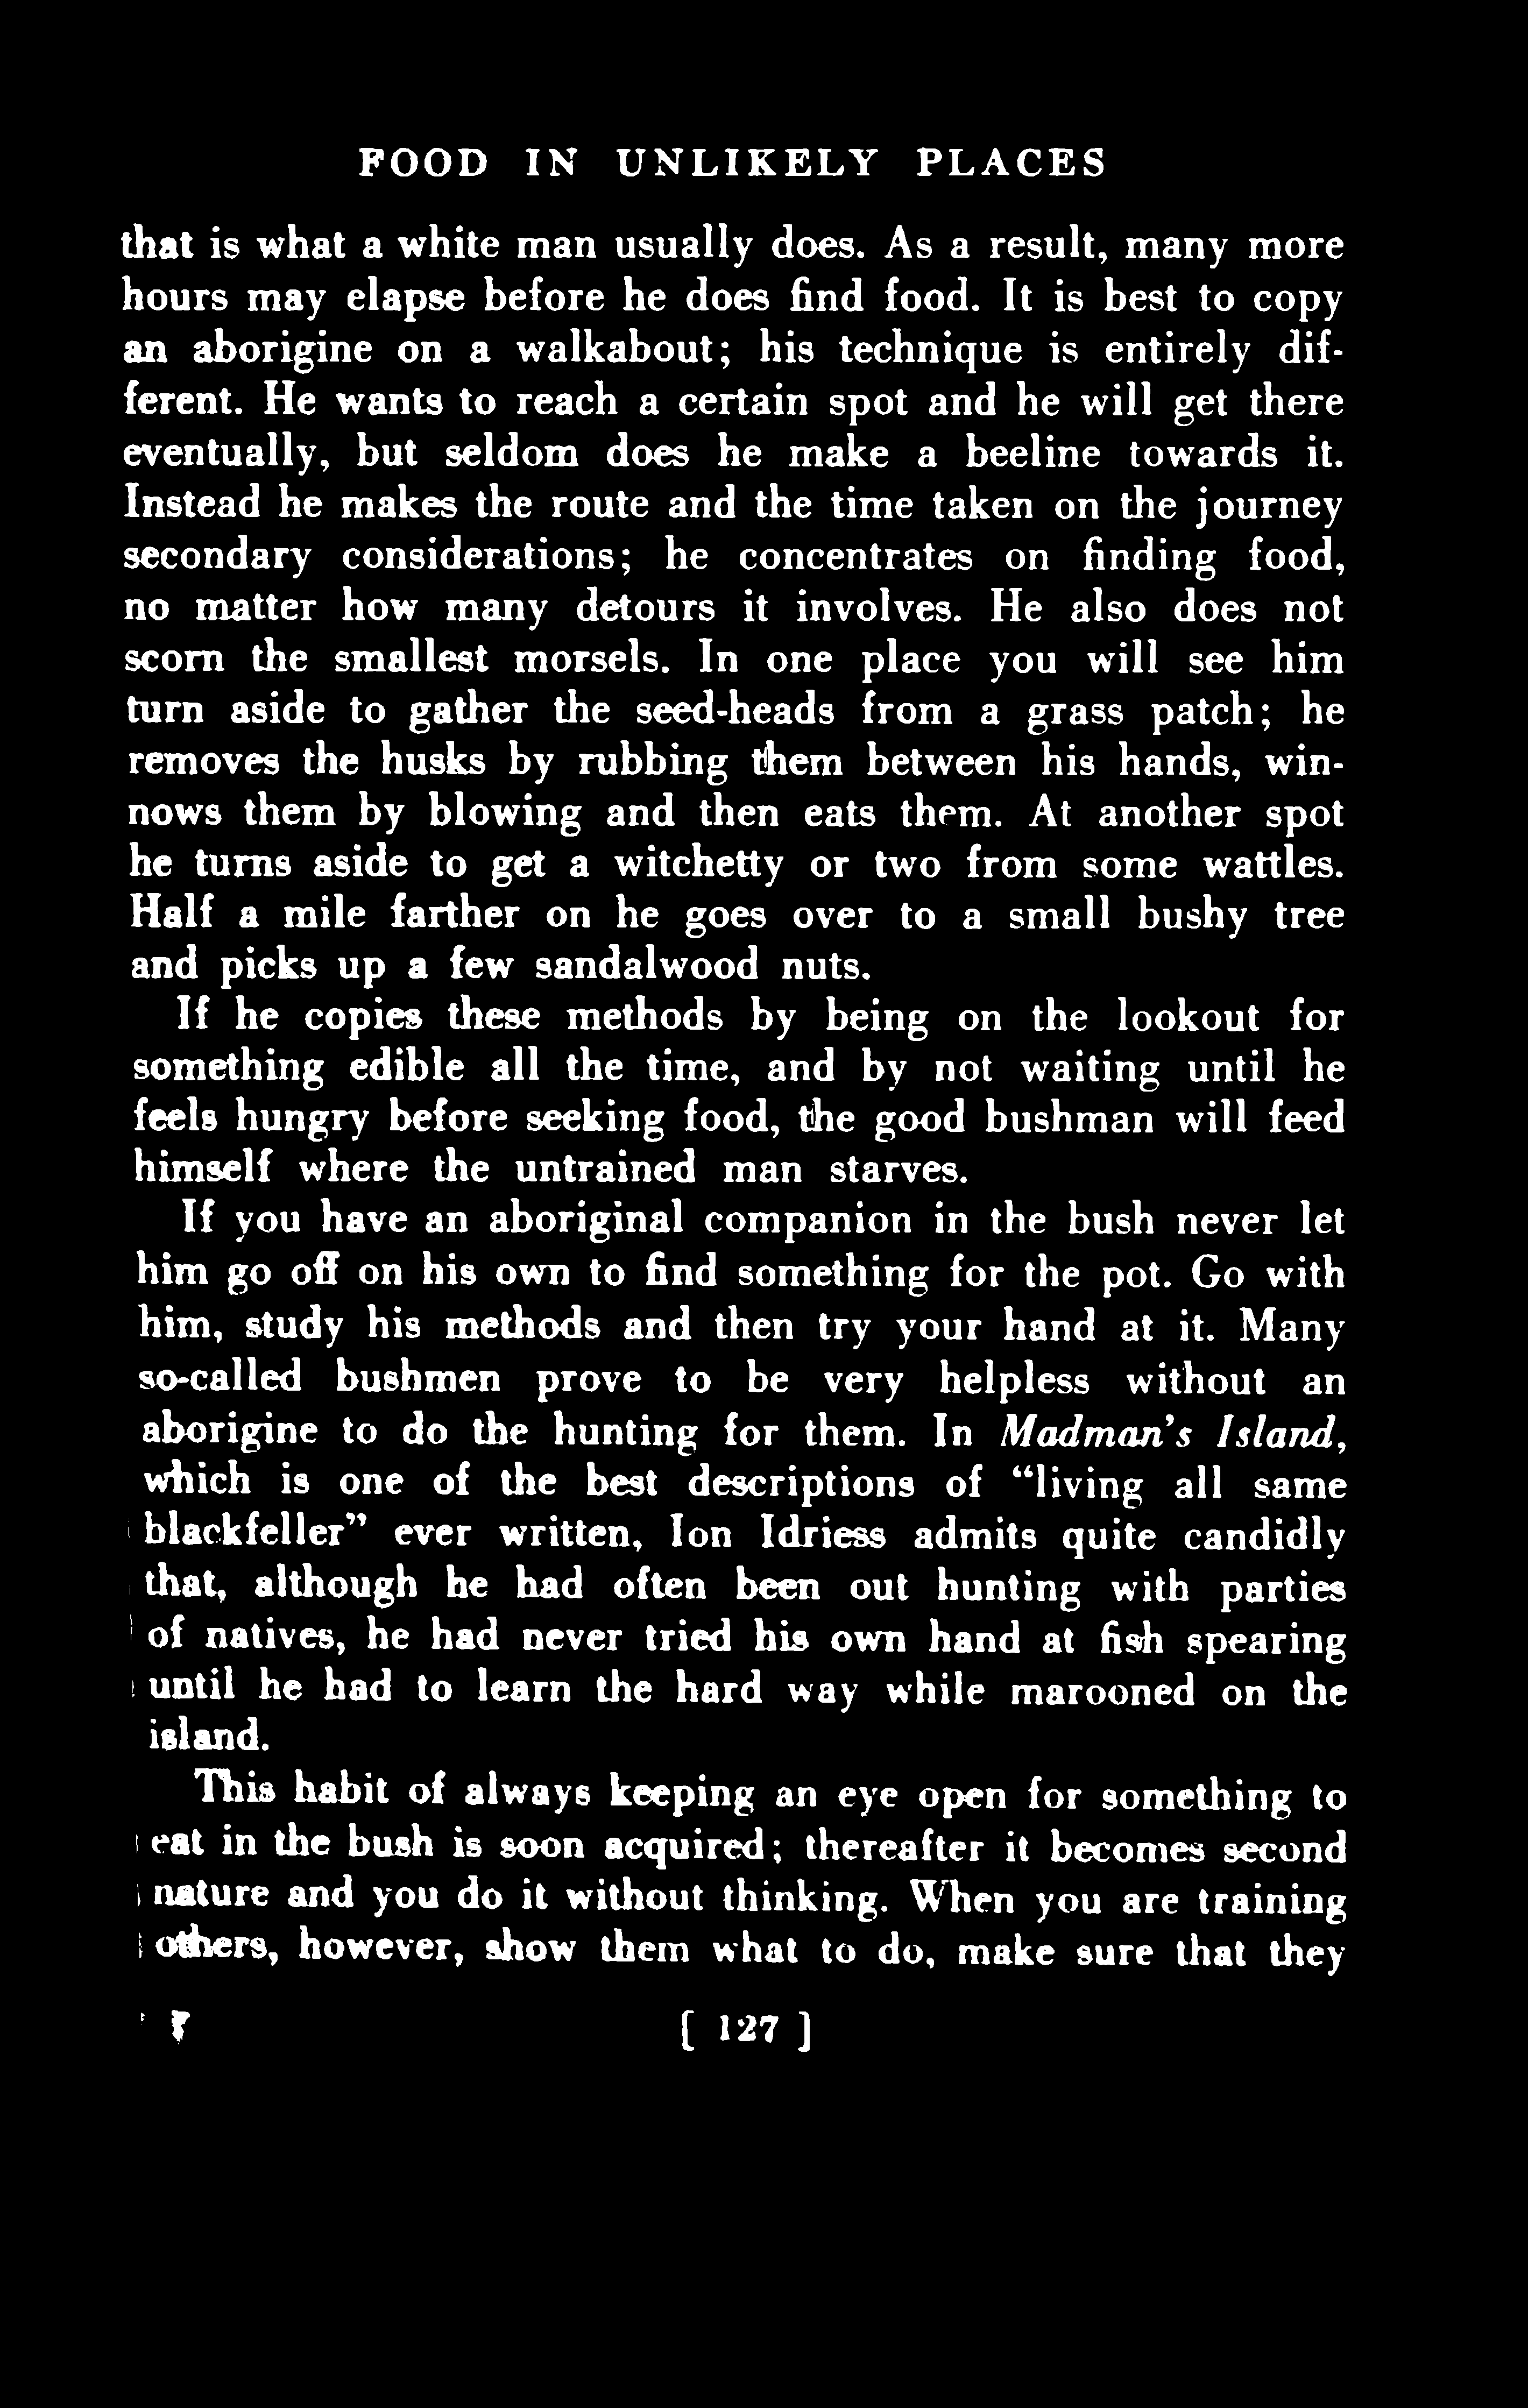 FOOD IN UNLIKELY PLACES
that is what a white man usually does. As a result, many more
hours may elapse before he does find food. It is best to copy
an aborigine on a walkabout; his technique is entirely dif-
ferent. He wants to reach a certain spot and he will get there
eventually, but seldom does he make a beeline towards it.
Instead he makes the route and the time taken on the journey
secondary considerations; he concentrates on finding food,
no matter how many detours it involves. He also does not
scorn the smallest morsels. In one place you will see him
turn aside to gather the seed-heads from a grass patch; he
removes the husks by rubbing them between his hands, win-
nows them by blowing and then eats them. At another spot
he turns aside to get a witchetty or two from some wattles.
Half a mile farther on he goes over to a small bushy tree
and picks up a few sandalwood nuts.
If he copies these methods by being on the lookout for
something edible all the time, and by not waiting until he
feels hungry before seeking food, the good bushman will feed
himself where the untrained man starves.
If you have an aboriginal companion in the bush never let
him go off on his own to find something for the pot. Go with
him, study his methods and then try your hand at it. Many
so-called bushmen prove to be very helpless without an
aborigine to do the hunting for them. In Madman's Island,
which is one of the best descriptions of "living all same
blackfeller" ever written, Ion Idriess admits quite candidly
that, although he had often been out hunting with parties
of natives, he had never tried his own hand at fish spearing
until he had to learn the hard way while marooned on the
island.
This habit of always keeping an eye open for something to
eat in the bush is soon acquired; thereafter it becomes second
nature and you do it without thinking. When you are training
others, however, show them what to do, make sure that they
F [ 127 ]